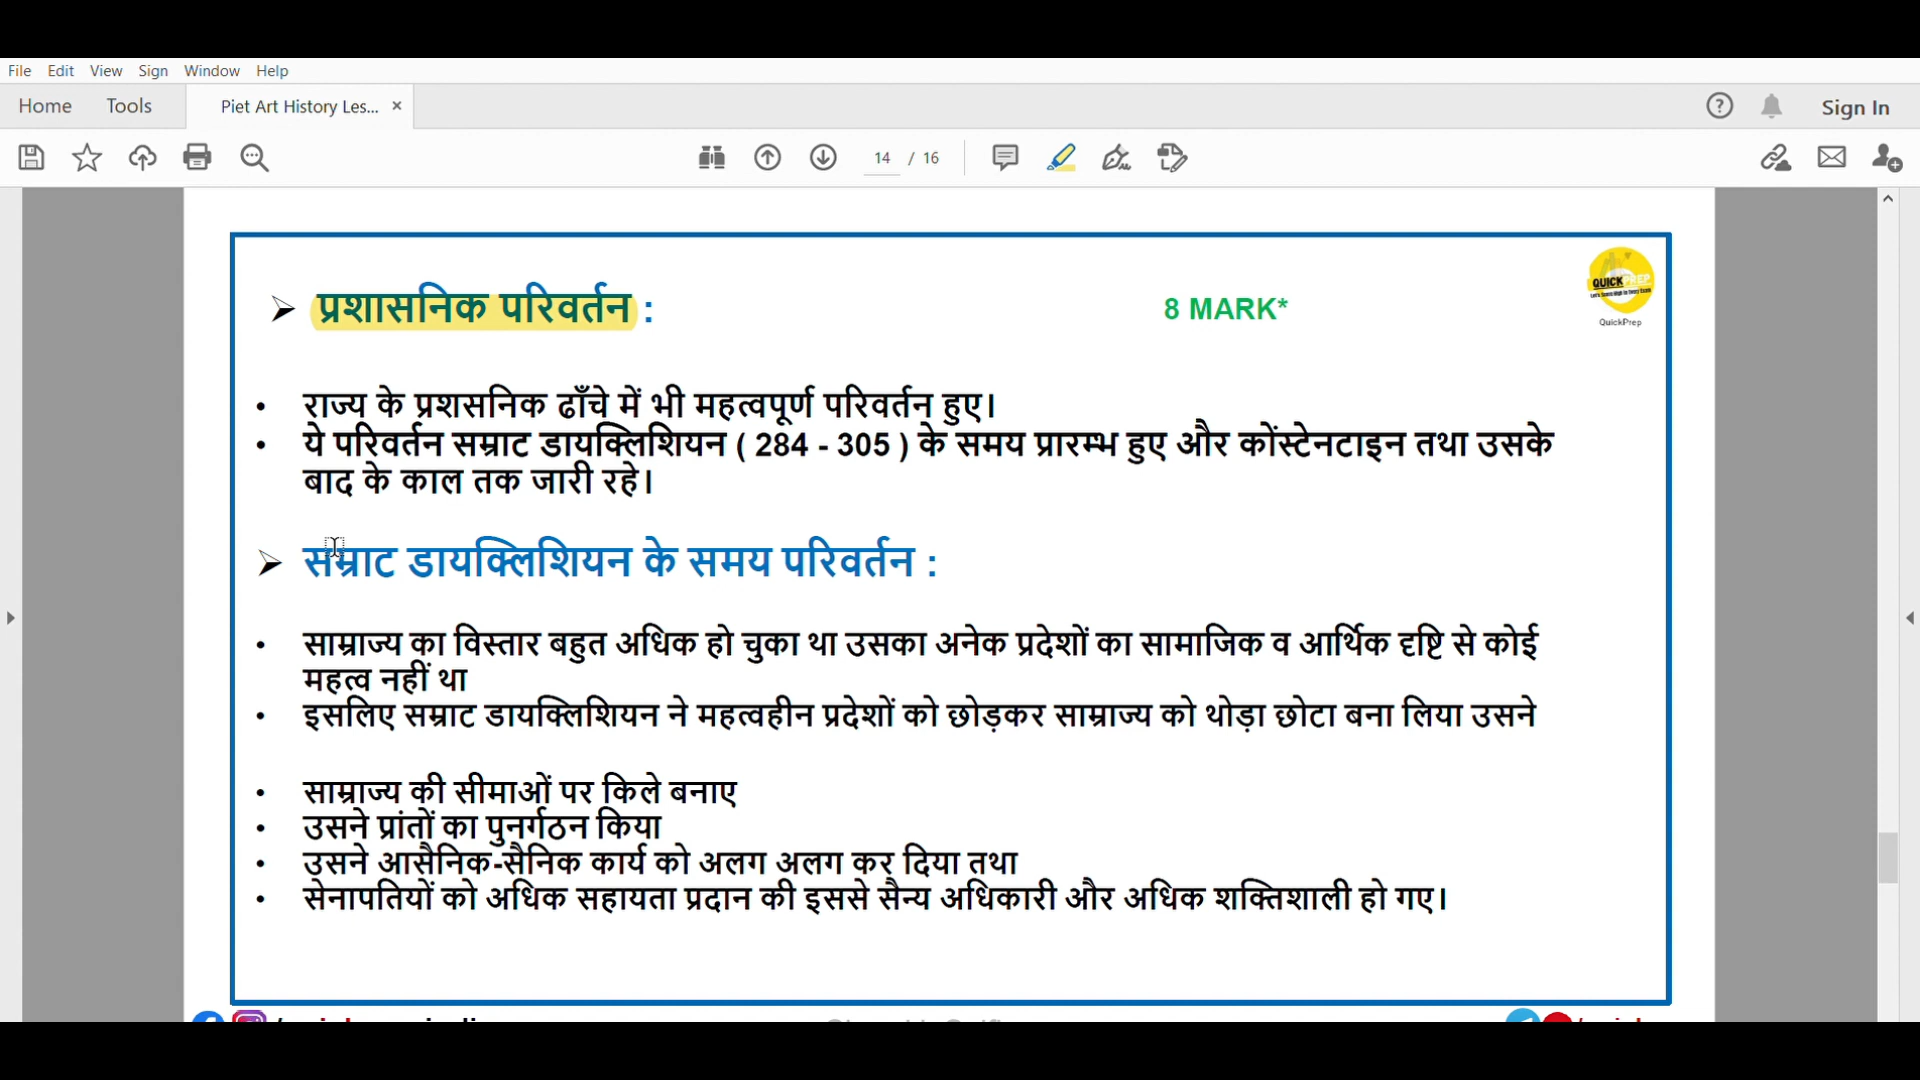 File Edit View Sign Window Help
Home Tools Piet Art History Les... × Sign In
14 / 16
प्रशासनिक परिवर्तन : 8 MARK*
QUICKPREP
QuickPrep
• राज्य के प्रशासनिक ढाँचे में भी महत्वपूर्ण परिवर्तन हुए।
• ये परिवर्तन सम्राट डायक्लिशियन ( 284 - 305 ) के समय प्रारम्भ हुए और कोंस्टेनटाइन तथा उसके
बाद के काल तक जारी रहे।
सम्राट डायक्लिशियन के समय परिवर्तन :
• साम्राज्य का विस्तार बहुत अधिक हो चुका था उसका अनेक प्रदेशों का सामाजिक व आर्थिक दृष्टि से कोई
महत्व नहीं था
• इसलिए सम्राट डायक्लिशियन ने महत्वहीन प्रदेशों को छोड़कर साम्राज्य को थोड़ा छोटा बना लिया उसने
• साम्राज्य की सीमाओं पर किले बनाए
• उसने प्रांतों का पुनर्गठन किया
• उसने आसैनिक-सैनिक कार्य को अलग अलग कर दिया तथा
• सेनापतियों को अधिक सहायता प्रदान की इससे सैन्य अधिकारी और अधिक शक्तिशाली हो गए।